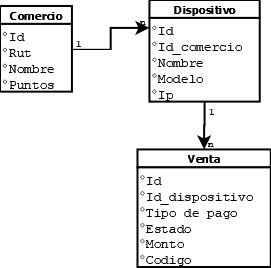 Comercio
Id
Rut
Nombre
Puntos
1
n
Dispositivo
Id
Id_comercio
Nombre
Modelo
Ip
1
n
Venta
Id
Id_dispositivo
Tipo de pago
Estado
Monto
Codigo